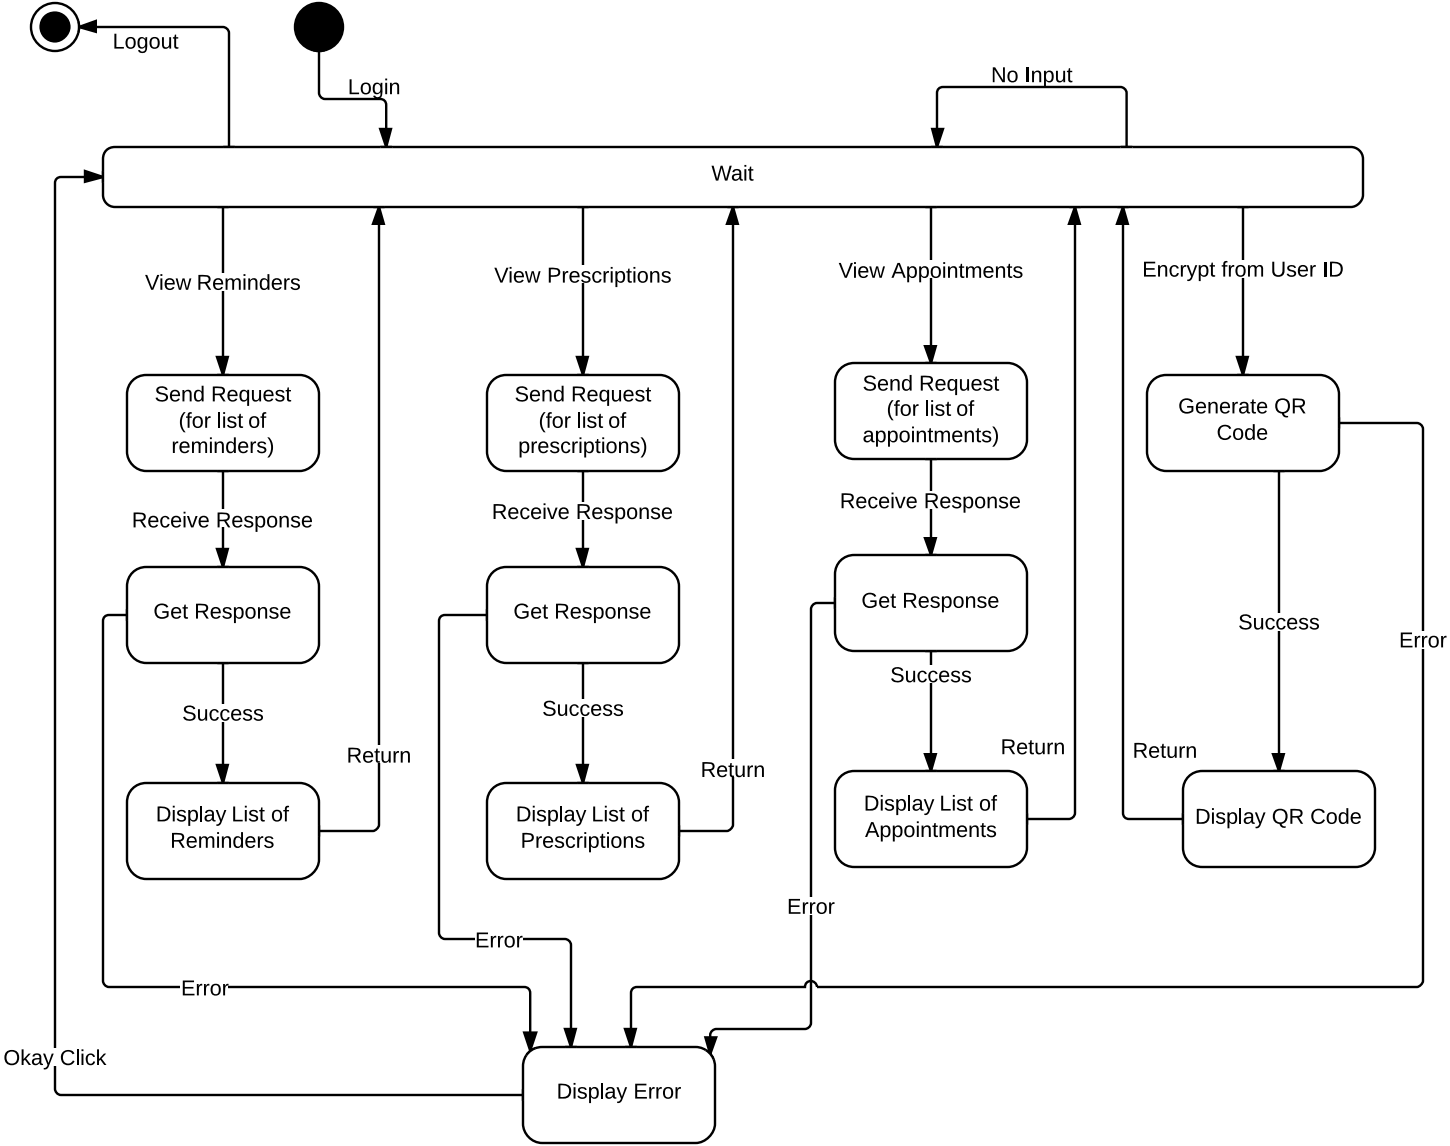 Logout
Login
No Input
Wait
View Reminders
View Prescriptions
View Appointments
Encrypt from User ID
Send Request
(for list of
reminders)
Send Request
(for list of
prescriptions)
Send Request
(for list of
appointments)
Generate QR
Code
Receive Response
Receive Response
Receive Response
Get Response
Get Response
Get Response
Success
Error
Success
Success
Success
Return
Return
Return
Return
Display List of
Reminders
Display List of
Prescriptions
Display List of
Appointments
Display QR Code
Error
Error
Error
Okay Click
Display Error